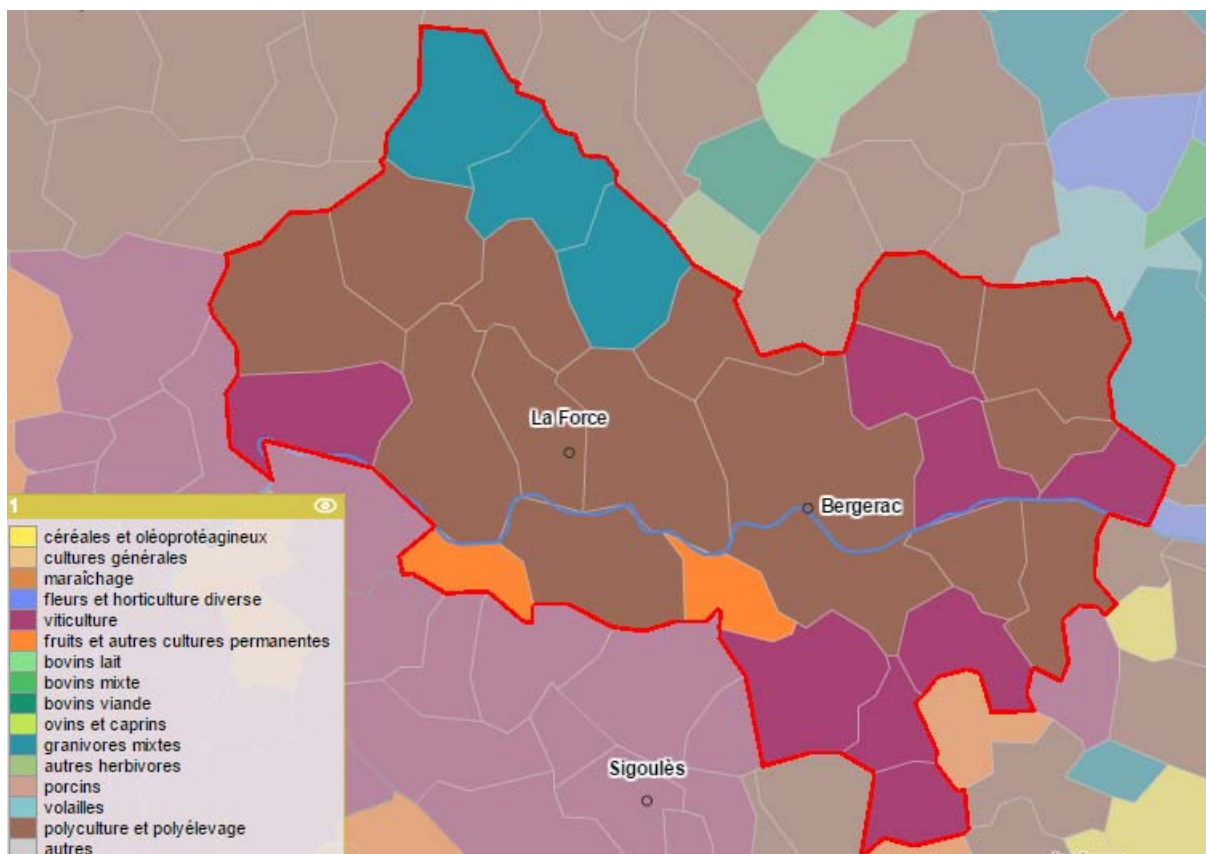 La Force
Bergerac
Sigoulès
1
céréales et oléoprotéagineux
cultures générales
maraîchage
fleurs et horticulture diverse
viticulture
fruits et autres cultures permanentes
bovins lait
bovins mixte
bovins viande
ovins et caprins
granivores mixtes
autres herbivores
porcins
volailles
polyculture et polyélevage
autres